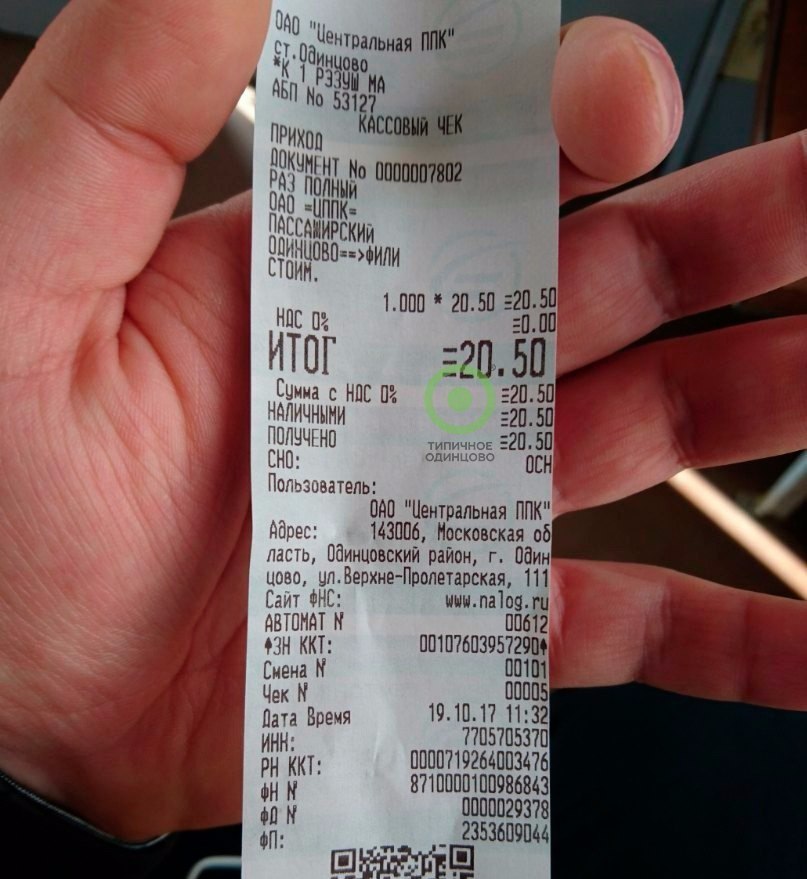 ОАО "Центральная ППК"
ст.Одинцово
*К 1 РЭЗУШ МА
АБП No 53127
КАССОВЫЙ ЧЕК
ПРИХОД
ДОКУМЕНТ No 0000007802
РАЗ ПОЛНЫЙ
ОАО =ЦППК=
ПАССАЖИРСКИЙ
ОДИНЦОВО==>ФИЛИ
СТОИМ.
1.000 * 20.50 =20.50
НДС 0% =0.00
ИТОГ =20.50
Сумма с НДС 0% =20.50
НАЛИЧНЫМИ =20.50
ПОЛУЧЕНО =20.50
ТИПИЧНОЕ
ОДИНЦОВО
СНО: ОСН
Пользователь:
ОАО "Центральная ППК"
Адрес: 143006, Московская об
ласть, Одинцовский район, г. Один
цово, ул.Верхне-Пролетарская, 111
Сайт ФНС: www.nalog.ru
АВТОМАТ N 00612
ЗН ККТ: 00107603957290
Смена N 00101
Чек N 00005
Дата Время 19.10.17 11:32
ИНН: 7705705370
РН ККТ: 0000719264003476
ФН N 8710000100986843
ФД N 0000029378
ФП: 2353609044